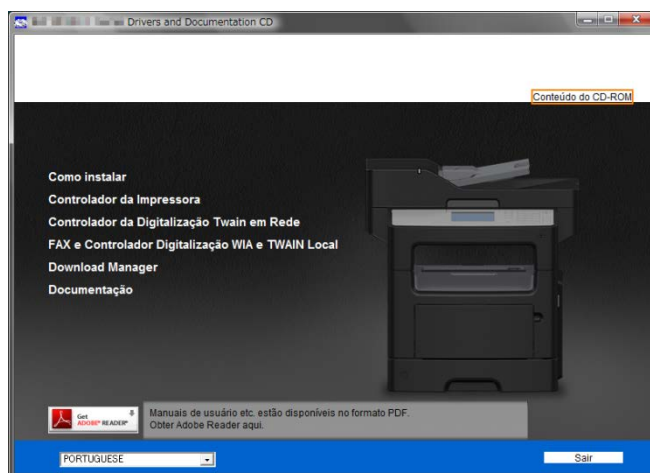 Drivers and Documentation CD
Conteúdo do CD-ROM
Como instalar
Controlador da Impressora
Controlador da Digitalização Twain em Rede
FAX e Controlador Digitalização WIA e TWAIN Local
Download Manager
Documentação
Get
ADOBE® READER®
Manuais de usuário etc. estão disponíveis no formato PDF.
Obter Adobe Reader aqui.
PORTUGUESE
Sair